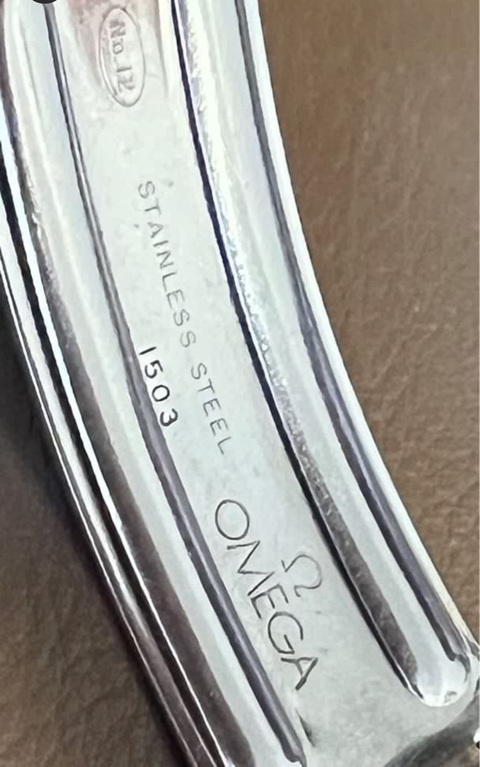 No.12
STAINLESS STEEL
1503
Ω
OMEGA